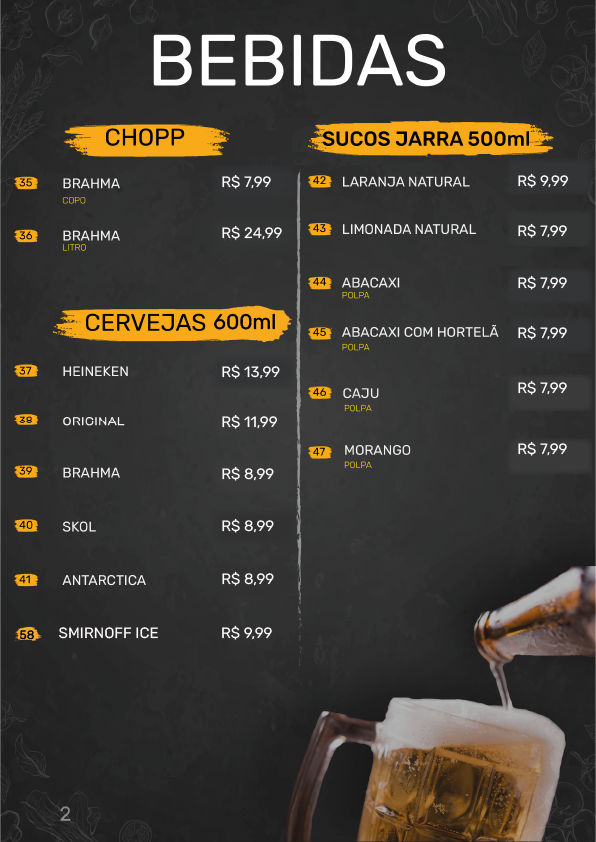 BEBIDAS
CHOPP
35 BRAHMA R$ 7,99
COPO
36 BRAHMA R$ 24,99
LITRO
CERVEJAS 600ml
37 HEINEKEN R$ 13,99
38 ORIGINAL R$ 11,99
39 BRAHMA R$ 8,99
40 SKOL R$ 8,99
41 ANTARCTICA R$ 8,99
58 SMIRNOFF ICE R$ 9,99
SUCOS JARRA 500ml
42 LARANJA NATURAL R$ 9,99
43 LIMONADA NATURAL R$ 7,99
44 ABACAXI R$ 7,99
POLPA
45 ABACAXI COM HORTELÃ R$ 7,99
POLPA
46 CAJU R$ 7,99
POLPA
47 MORANGO R$ 7,99
POLPA
2